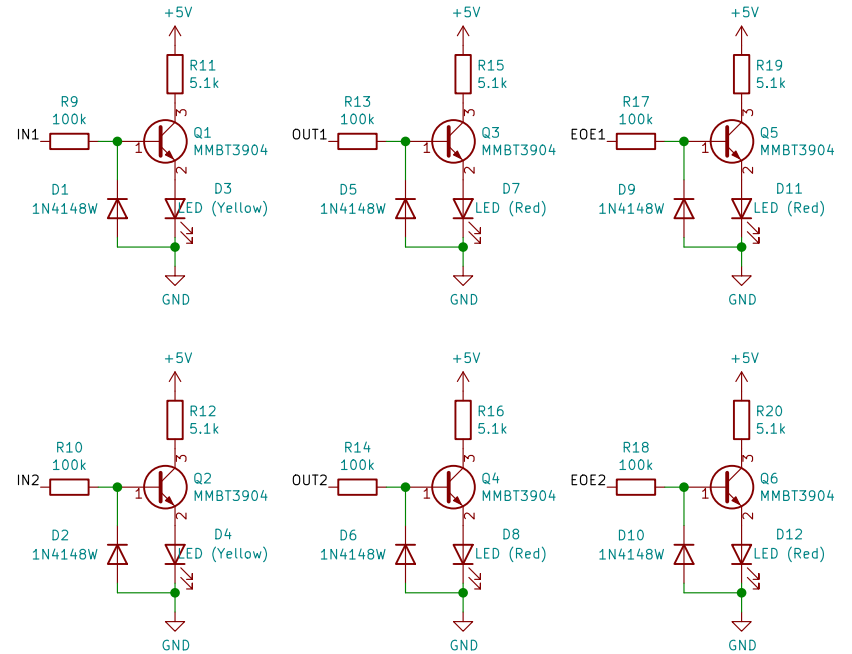 +5V +5V +5V
R11 R15 R19
5.1k 5.1k 5.1k
R9 R13 R17
100k 100k 100k
3 3 3
IN1 OUT1 EOE1
Q1 Q3 Q5
1 MMBT3904 1 MMBT3904 1 MMBT3904
2 2 2
D1 D3 D5 D7 D9 D11
1N4148W LED (Yellow) 1N4148W LED (Red) 1N4148W LED (Red)
GND GND GND
+5V +5V +5V
R12 R16 R20
5.1k 5.1k 5.1k
R10 R14 R18
100k 100k 100k
3 3 3
IN2 OUT2 EOE2
Q2 Q4 Q6
1 MMBT3904 1 MMBT3904 1 MMBT3904
2 2 2
D2 D4 D6 D8 D10 D12
1N4148W LED (Yellow) 1N4148W LED (Red) 1N4148W LED (Red)
GND GND GND